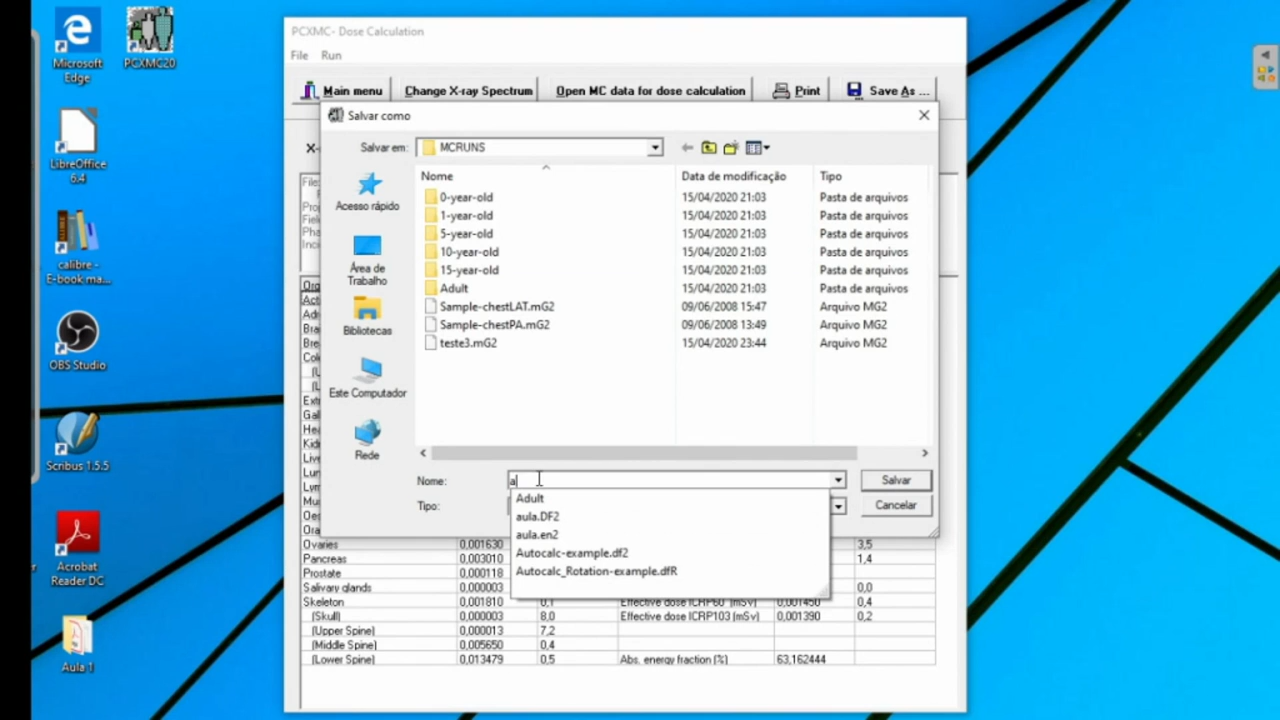 Microsoft
Edge
PCXMC20
LibreOffice
6.4
calibre -
E-book ma...
OBS Studio
Scribus 1.5.5
Acrobat
Reader DC
Aula 1
PCXMC- Dose Calculation
File Run
Main menu Change X-ray Spectrum Open MC data for dose calculation Print Save As ...
Salvar como
Salvar em: MCRUNS
Nome Data de modificação Tipo
0-year-old 15/04/2020 21:03 Pasta de arquivos
1-year-old 15/04/2020 21:03 Pasta de arquivos
5-year-old 15/04/2020 21:03 Pasta de arquivos
10-year-old 15/04/2020 21:03 Pasta de arquivos
15-year-old 15/04/2020 21:03 Pasta de arquivos
Adult 15/04/2020 21:03 Pasta de arquivos
Sample-chestLAT.mG2 09/06/2008 15:47 Arquivo MG2
Sample-chestPA.mG2 09/06/2008 13:49 Arquivo MG2
teste3.mG2 15/04/2020 23:44 Arquivo MG2
Acesso rápido
Área de
Trabalho
Bibliotecas
Este Computador
Rede
Nome: a Salvar
Tipo: Cancelar
Adult
aula.DF2
aula.en2
Autocalc-example.df2
Autocalc_Rotation-example.dfR
Ovaries 0,001630 3,5
Pancreas 0,003010 1,4
Prostate 0,000118
Salivary glands 0,000003 0,0
Skeleton 0,001810 0,1 Effective dose ICRP60 (mSv) 0,001450 0,4
(Skull) 0,000003 8,0 Effective dose ICRP103 (mSv) 0,001390 0,2
(Upper Spine) 0,000013 7,2
(Middle Spine) 0,005650 0,4
(Lower Spine) 0,013479 0,5 Abs. energy fraction (%) 63,162444